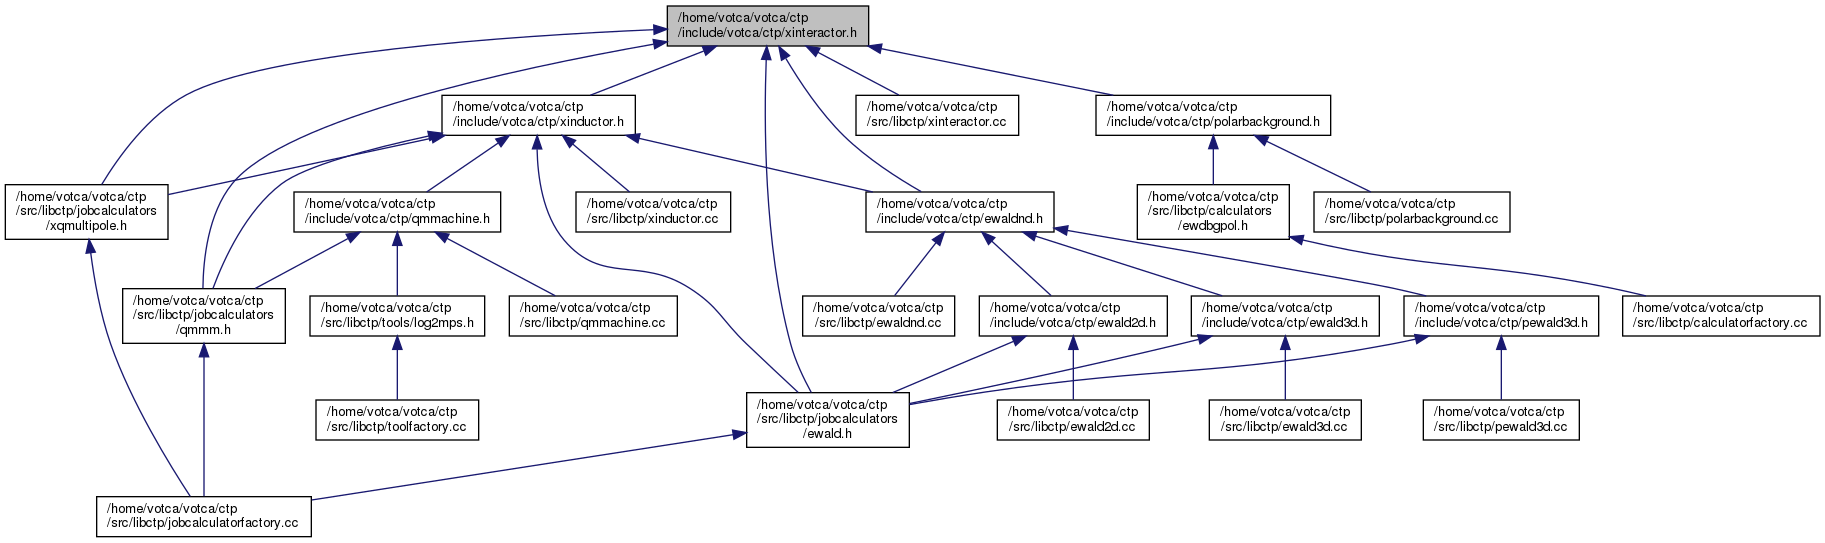 /home/votca/votca/ctp
/include/votca/ctp/xinteractor.h
/home/votca/votca/ctp
/include/votca/ctp/xinductor.h
/home/votca/votca/ctp
/src/libctp/xinteractor.cc
/home/votca/votca/ctp
/include/votca/ctp/polarbackground.h
/home/votca/votca/ctp
/src/libctp/jobcalculators
/xqmultipole.h
/home/votca/votca/ctp
/include/votca/ctp/qmmachine.h
/home/votca/votca/ctp
/src/libctp/xinductor.cc
/home/votca/votca/ctp
/include/votca/ctp/ewaldnd.h
/home/votca/votca/ctp
/src/libctp/calculators
/ewdbgpol.h
/home/votca/votca/ctp
/src/libctp/polarbackground.cc
/home/votca/votca/ctp
/src/libctp/jobcalculators
/qmmm.h
/home/votca/votca/ctp
/src/libctp/tools/log2mps.h
/home/votca/votca/ctp
/src/libctp/qmmachine.cc
/home/votca/votca/ctp
/src/libctp/ewaldnd.cc
/home/votca/votca/ctp
/include/votca/ctp/ewald2d.h
/home/votca/votca/ctp
/include/votca/ctp/ewald3d.h
/home/votca/votca/ctp
/include/votca/ctp/pewald3d.h
/home/votca/votca/ctp
/src/libctp/calculatorfactory.cc
/home/votca/votca/ctp
/src/libctp/toolfactory.cc
/home/votca/votca/ctp
/src/libctp/jobcalculators
/ewald.h
/home/votca/votca/ctp
/src/libctp/ewald2d.cc
/home/votca/votca/ctp
/src/libctp/ewald3d.cc
/home/votca/votca/ctp
/src/libctp/pewald3d.cc
/home/votca/votca/ctp
/src/libctp/jobcalculatorfactory.cc